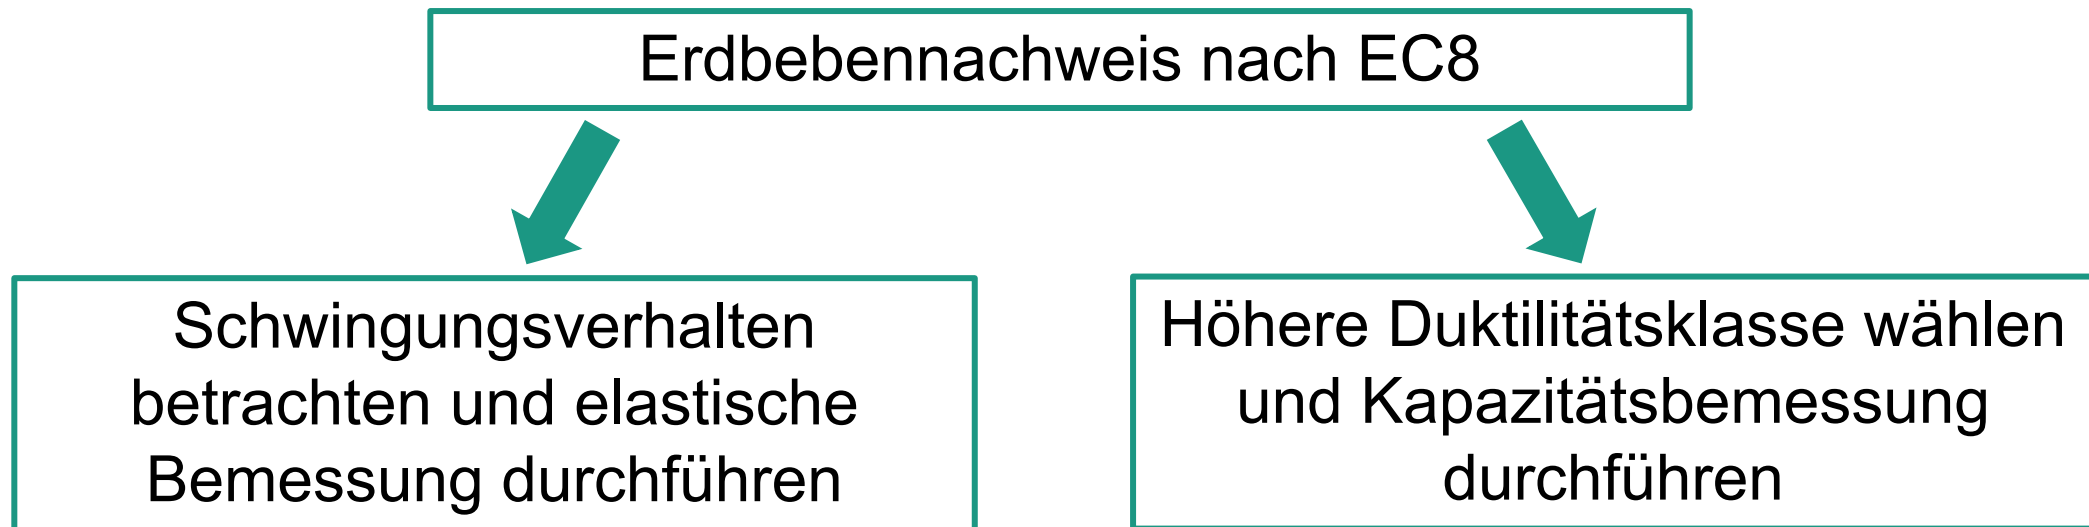 Erdbebennachweis nach EC8
Schwingungsverhalten
betrachten und elastische
Bemessung durchführen
Höhere Duktilitätsklasse wählen
und Kapazitätsbemessung
durchführen